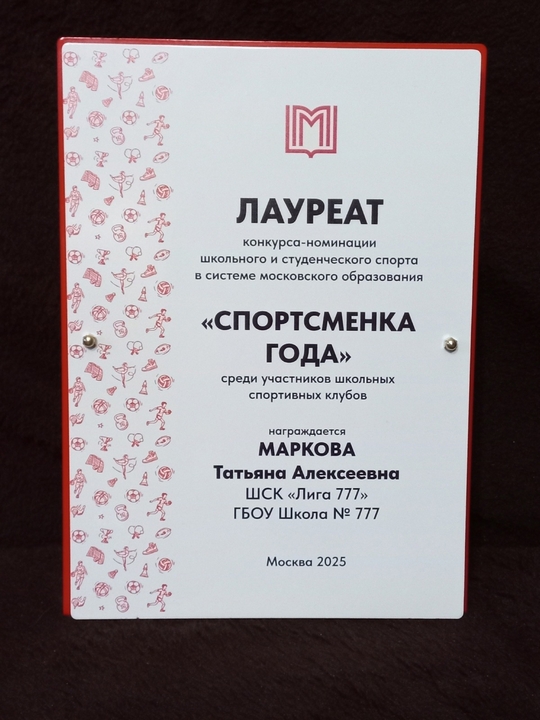 М
ЛАУРЕАТ
конкурса-номинации
школьного и студенческого спорта
в системе московского образования
«СПОРТСМЕНКА
ГОДА»
среди участников школьных
спортивных клубов
награждается
МАРКОВА
Татьяна Алексеевна
ШСК «Лига 777»
ГБОУ Школа № 777
Москва 2025